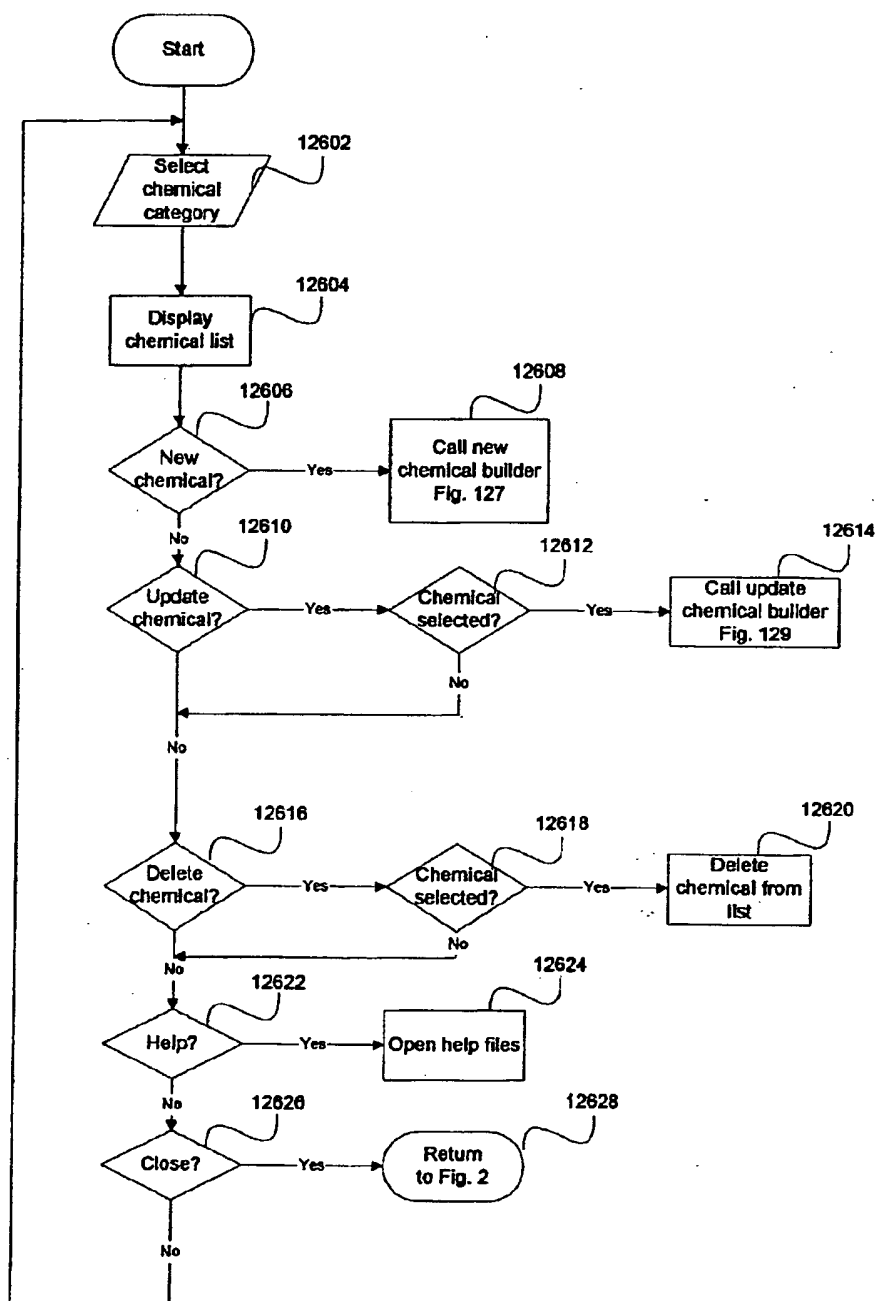 Start
12602
Select
chemical
category
12604
Display
chemical list
12606
12608
New
chemical?
Yes
Call new
chemical builder
Fig. 127
No
12610
12612
12614
Update
chemical?
Yes
Chemical
selected?
Yes
Call update
chemical builder
Fig. 129
No
No
12616
12618
12620
Delete
chemical?
Yes
Chemical
selected?
Yes
Delete
chemical from
list
No
No
12622
12624
Help?
Yes
Open help files
No
12626
12628
Close?
Yes
Return
to Fig. 2
No